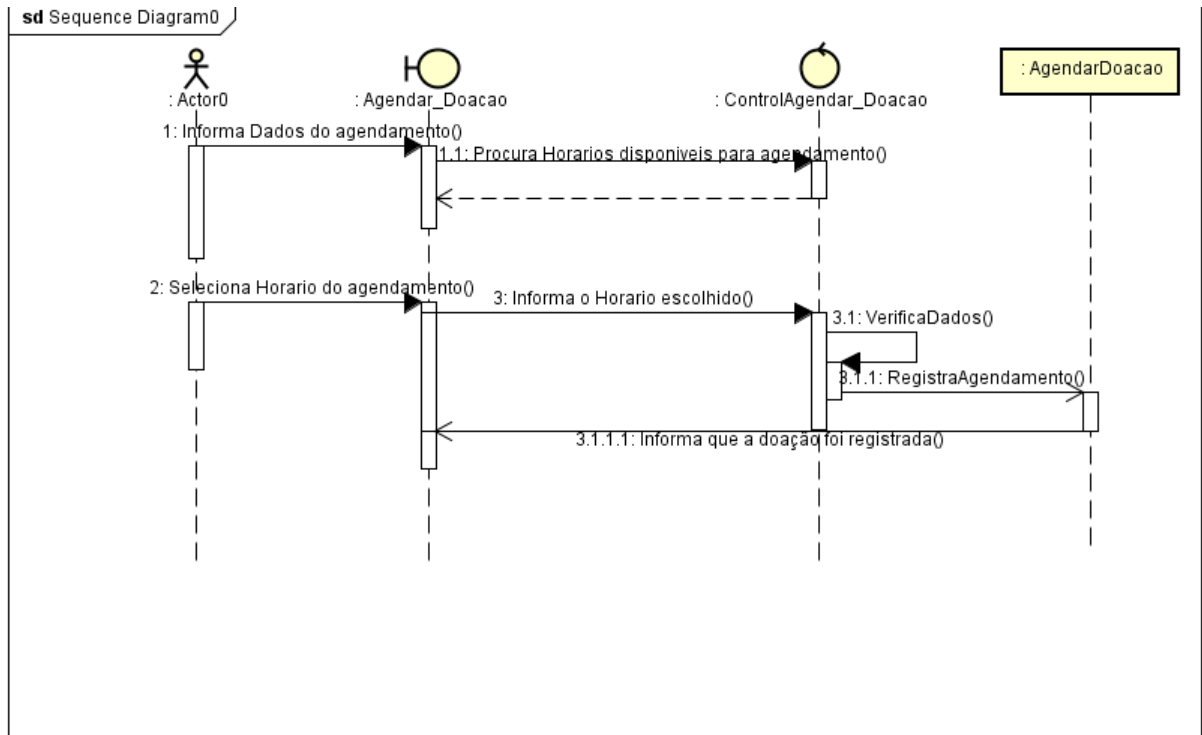 sd Sequence Diagram0
: Actor0
: Agendar_Doacao
: ControlAgendar_Doacao
: AgendarDoacao
1: Informa Dados do agendamento()
1.1: Procura Horarios disponiveis para agendamento()
2: Seleciona Horario do agendamento()
3: Informa o Horario escolhido()
3.1: VerificaDados()
3.1.1: RegistraAgendamento()
3.1.1.1: Informa que a doação foi registrada()